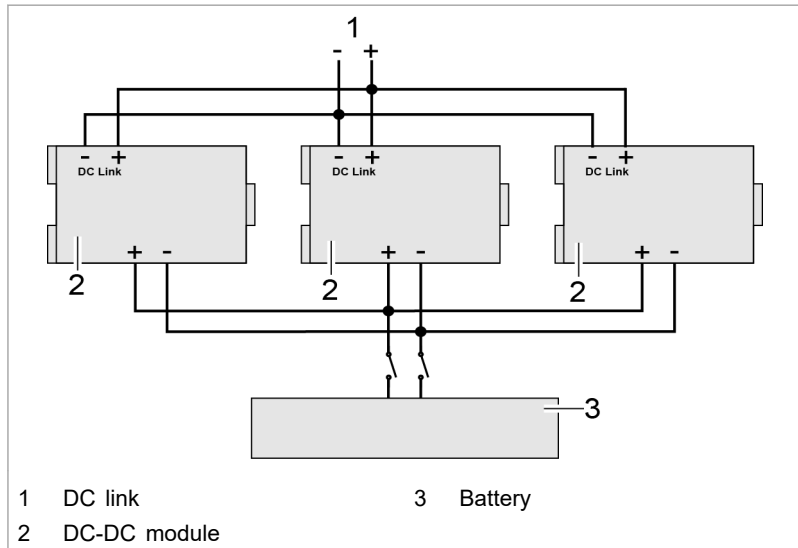 1
- +
- + - + - +
DC Link DC Link DC Link
+ - + - + -
2 2 2
3
1 DC link 3 Battery
2 DC-DC module